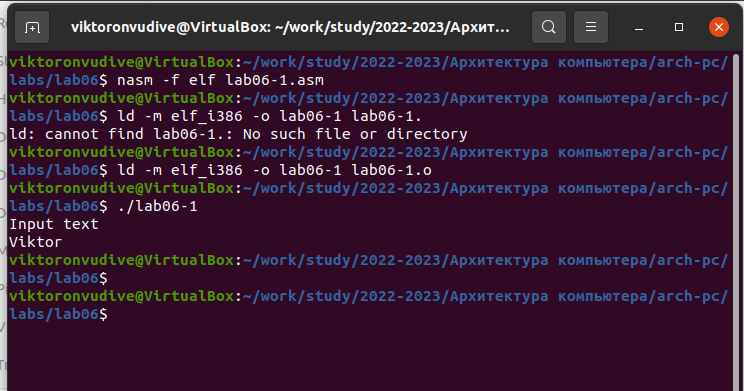 viktoronvudive@VirtualBox: ~/work/study/2022-2023/Архит...
viktoronvudive@VirtualBox:~/work/study/2022-2023/Архитектура компьютера/arch-pc/
labs/lab06$ nasm -f elf lab06-1.asm
viktoronvudive@VirtualBox:~/work/study/2022-2023/Архитектура компьютера/arch-pc/
labs/lab06$ ld -m elf_i386 -o lab06-1 lab06-1.
ld: cannot find lab06-1.: No such file or directory
viktoronvudive@VirtualBox:~/work/study/2022-2023/Архитектура компьютера/arch-pc/
labs/lab06$ ld -m elf_i386 -o lab06-1 lab06-1.o
viktoronvudive@VirtualBox:~/work/study/2022-2023/Архитектура компьютера/arch-pc/
labs/lab06$ ./lab06-1
Input text
Viktor
viktoronvudive@VirtualBox:~/work/study/2022-2023/Архитектура компьютера/arch-pc/
labs/lab06$
viktoronvudive@VirtualBox:~/work/study/2022-2023/Архитектура компьютера/arch-pc/
labs/lab06$